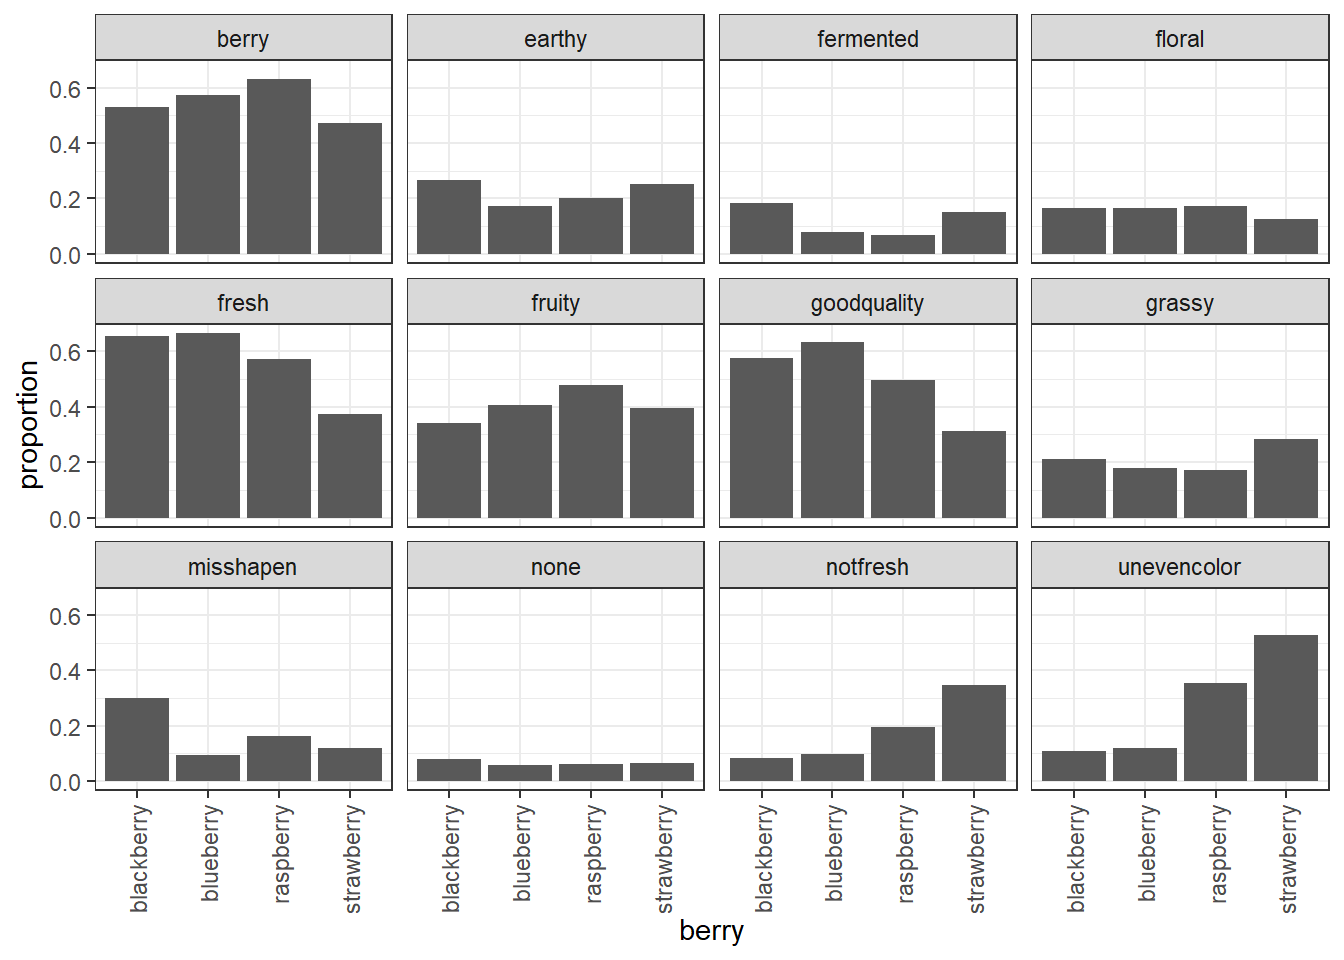 berry earthy fermented floral
0.6
0.4
0.2
0.0
fresh fruity goodquality grassy
0.6
0.4
0.2
0.0
misshapen none notfresh unevencolor
0.6
0.4
0.2
0.0
proportion
blackberry blueberry raspberry strawberry blackberry blueberry raspberry strawberry blackberry blueberry raspberry strawberry blackberry blueberry raspberry strawberry
berry